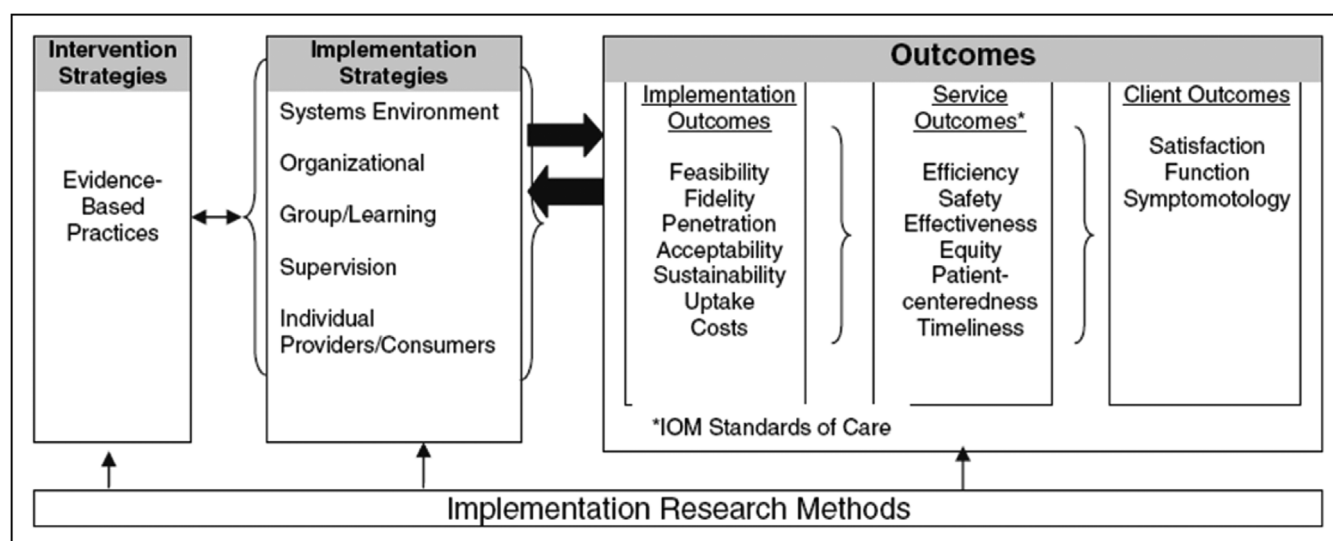 Intervention
Strategies
Evidence-
Based
Practices
Implementation
Strategies
Systems Environment
Organizational
Group/Learning
Supervision
Individual
Providers/Consumers
Outcomes
Implementation
Outcomes
Feasibility
Fidelity
Penetration
Acceptability
Sustainability
Uptake
Costs
Service
Outcomes*
Efficiency
Safety
Effectiveness
Equity
Patient-
centeredness
Timeliness
Client Outcomes
Satisfaction
Function
Symptomotology
*IOM Standards of Care
Implementation Research Methods